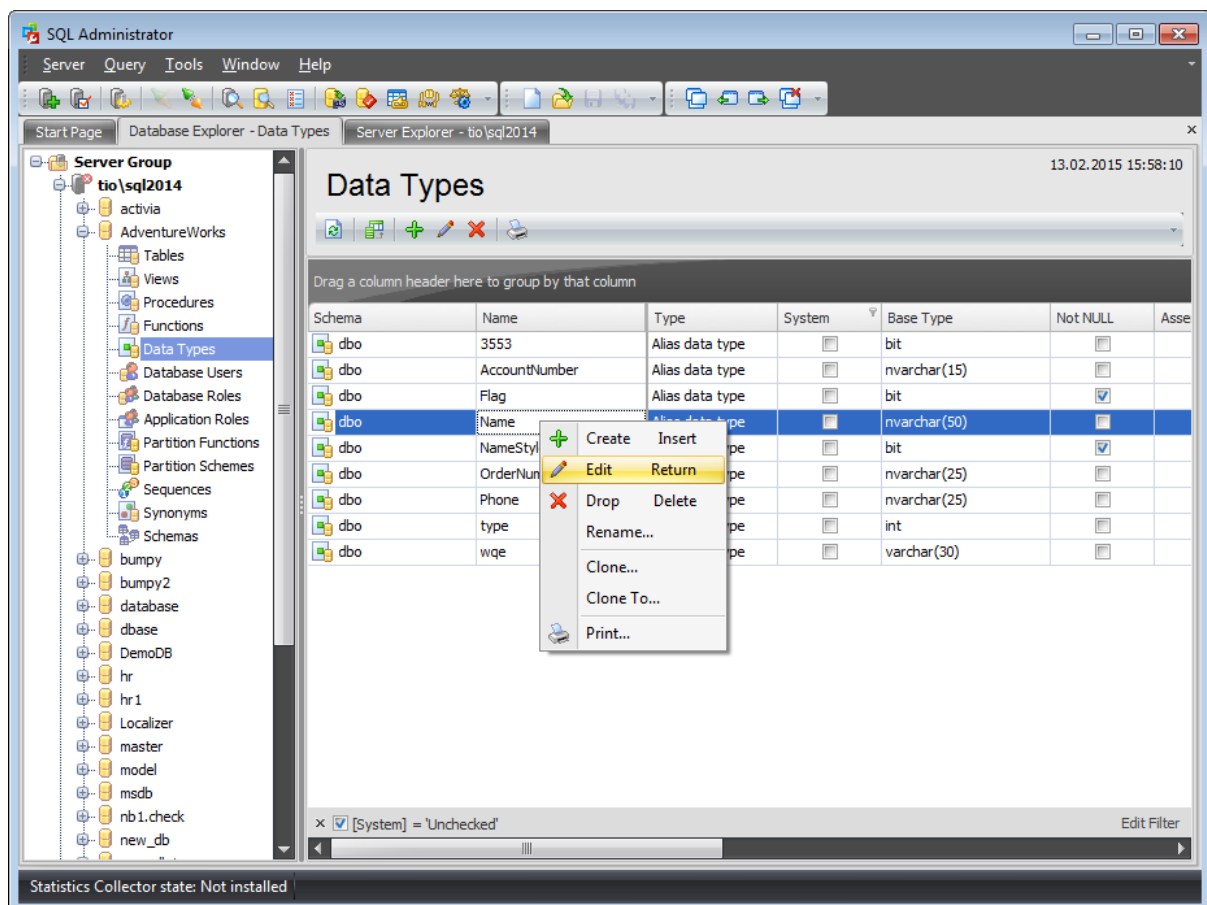 SQL Administrator
Server Query Tools Window Help
Start Page Database Explorer - Data Types Server Explorer - tio\sql2014
Server Group
tio\sql2014
activia
AdventureWorks
Tables
Views
Procedures
Functions
Data Types
Database Users
Database Roles
Application Roles
Partition Functions
Partition Schemes
Sequences
Synonyms
Schemas
bumpy
bumpy2
database
dbase
DemoDB
hr
hr1
Localizer
master
model
msdb
nb1.check
new_db
Data Types
13.02.2015 15:58:10
Drag a column header here to group by that column
Schema Name Type System Base Type Not NULL Asse
dbo 3553 Alias data type bit
dbo AccountNumber Alias data type nvarchar(15)
dbo Flag Alias data type bit
dbo Name Alias data type nvarchar(50)
dbo NameStyl pe bit
dbo OrderNum pe nvarchar(25)
dbo Phone pe nvarchar(25)
dbo type pe int
dbo wqe pe varchar(30)
Create Insert
Edit Return
Drop Delete
Rename...
Clone...
Clone To...
Print...
[System] = 'Unchecked' Edit Filter
Statistics Collector state: Not installed